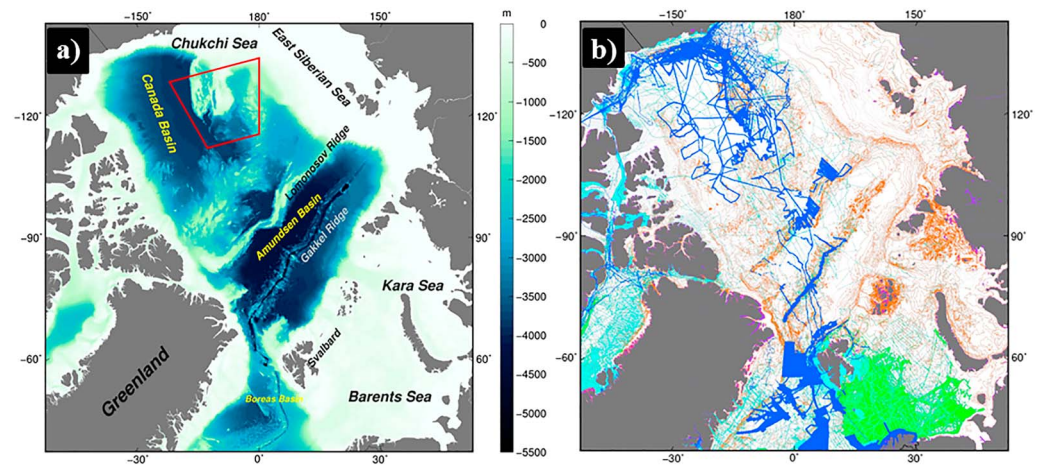 a)
−150˚
180˚
150˚
Chukchi Sea
East Siberian Sea
Canada Basin
−120˚
120˚
Lomonosov Ridge
Amundsen Basin
Gakkel Ridge
−90˚
90˚
Kara Sea
−60˚
60˚
Svalbard
Greenland
Boreas Basin
Barents Sea
−30˚
0˚
30˚
m
0
−500
−1000
−1500
−2000
−2500
−3000
−3500
−4000
−4500
−5000
−5500
b)
−150˚
180˚
150˚
−120˚
120˚
−90˚
90˚
−60˚
60˚
−30˚
0˚
30˚